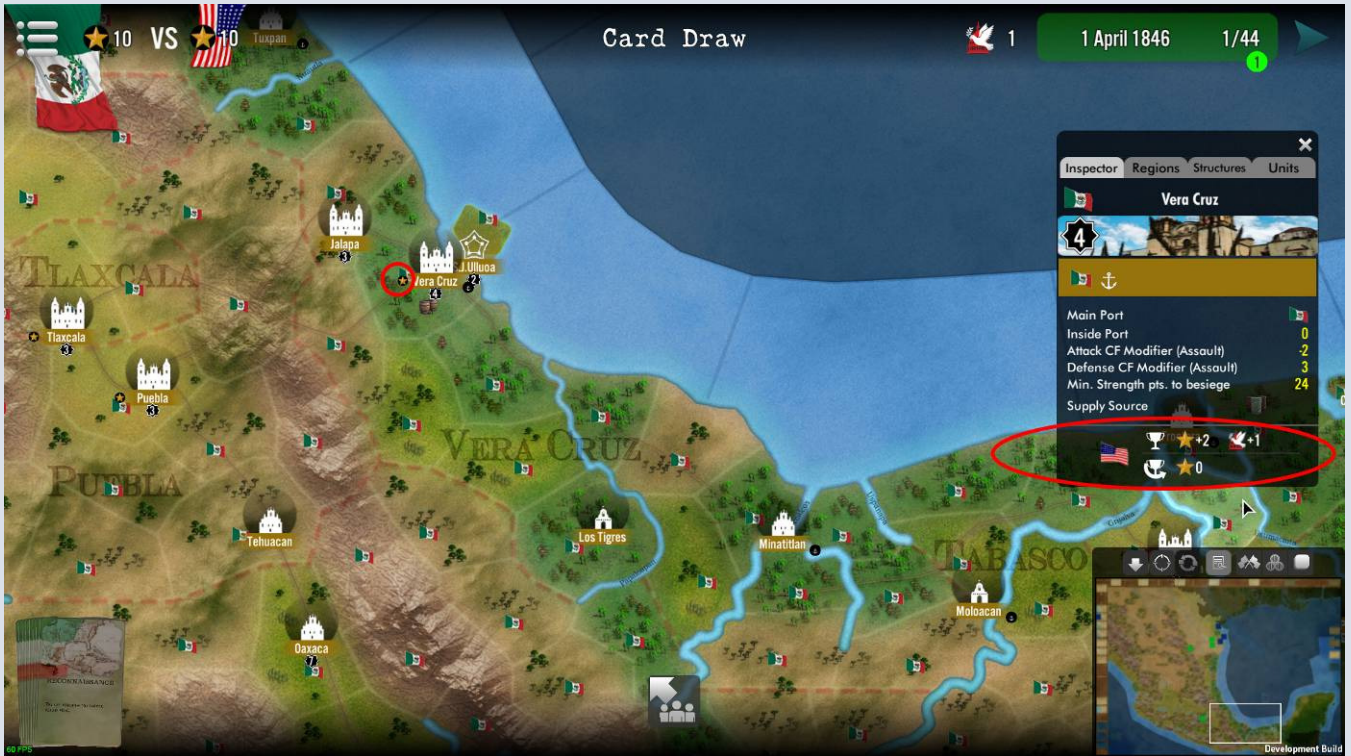 10 VS 10
Tuxpan
Card Draw
1
1 April 1846 1/44
1
Inspector Regions Structures Units
Vera Cruz
4
Main Port
Inside Port 0
Attack CF Modifier (Assault) -2
Defense CF Modifier (Assault) 3
Min. Strength pts. to besiege 24
Supply Source
+2 +1
0
Jalapa
3
Vera Cruz
4
J.Ulluoa
2
TLAXCALA
Tlaxcala
3
Puebla
3
VERA CRUZ
PUEBLA
Tehuacan
Los Tigres
Minatitlan
TABASCO
Moloacan
Oaxaca
7
RECONNAISSANCE
60 FPS
Development Build